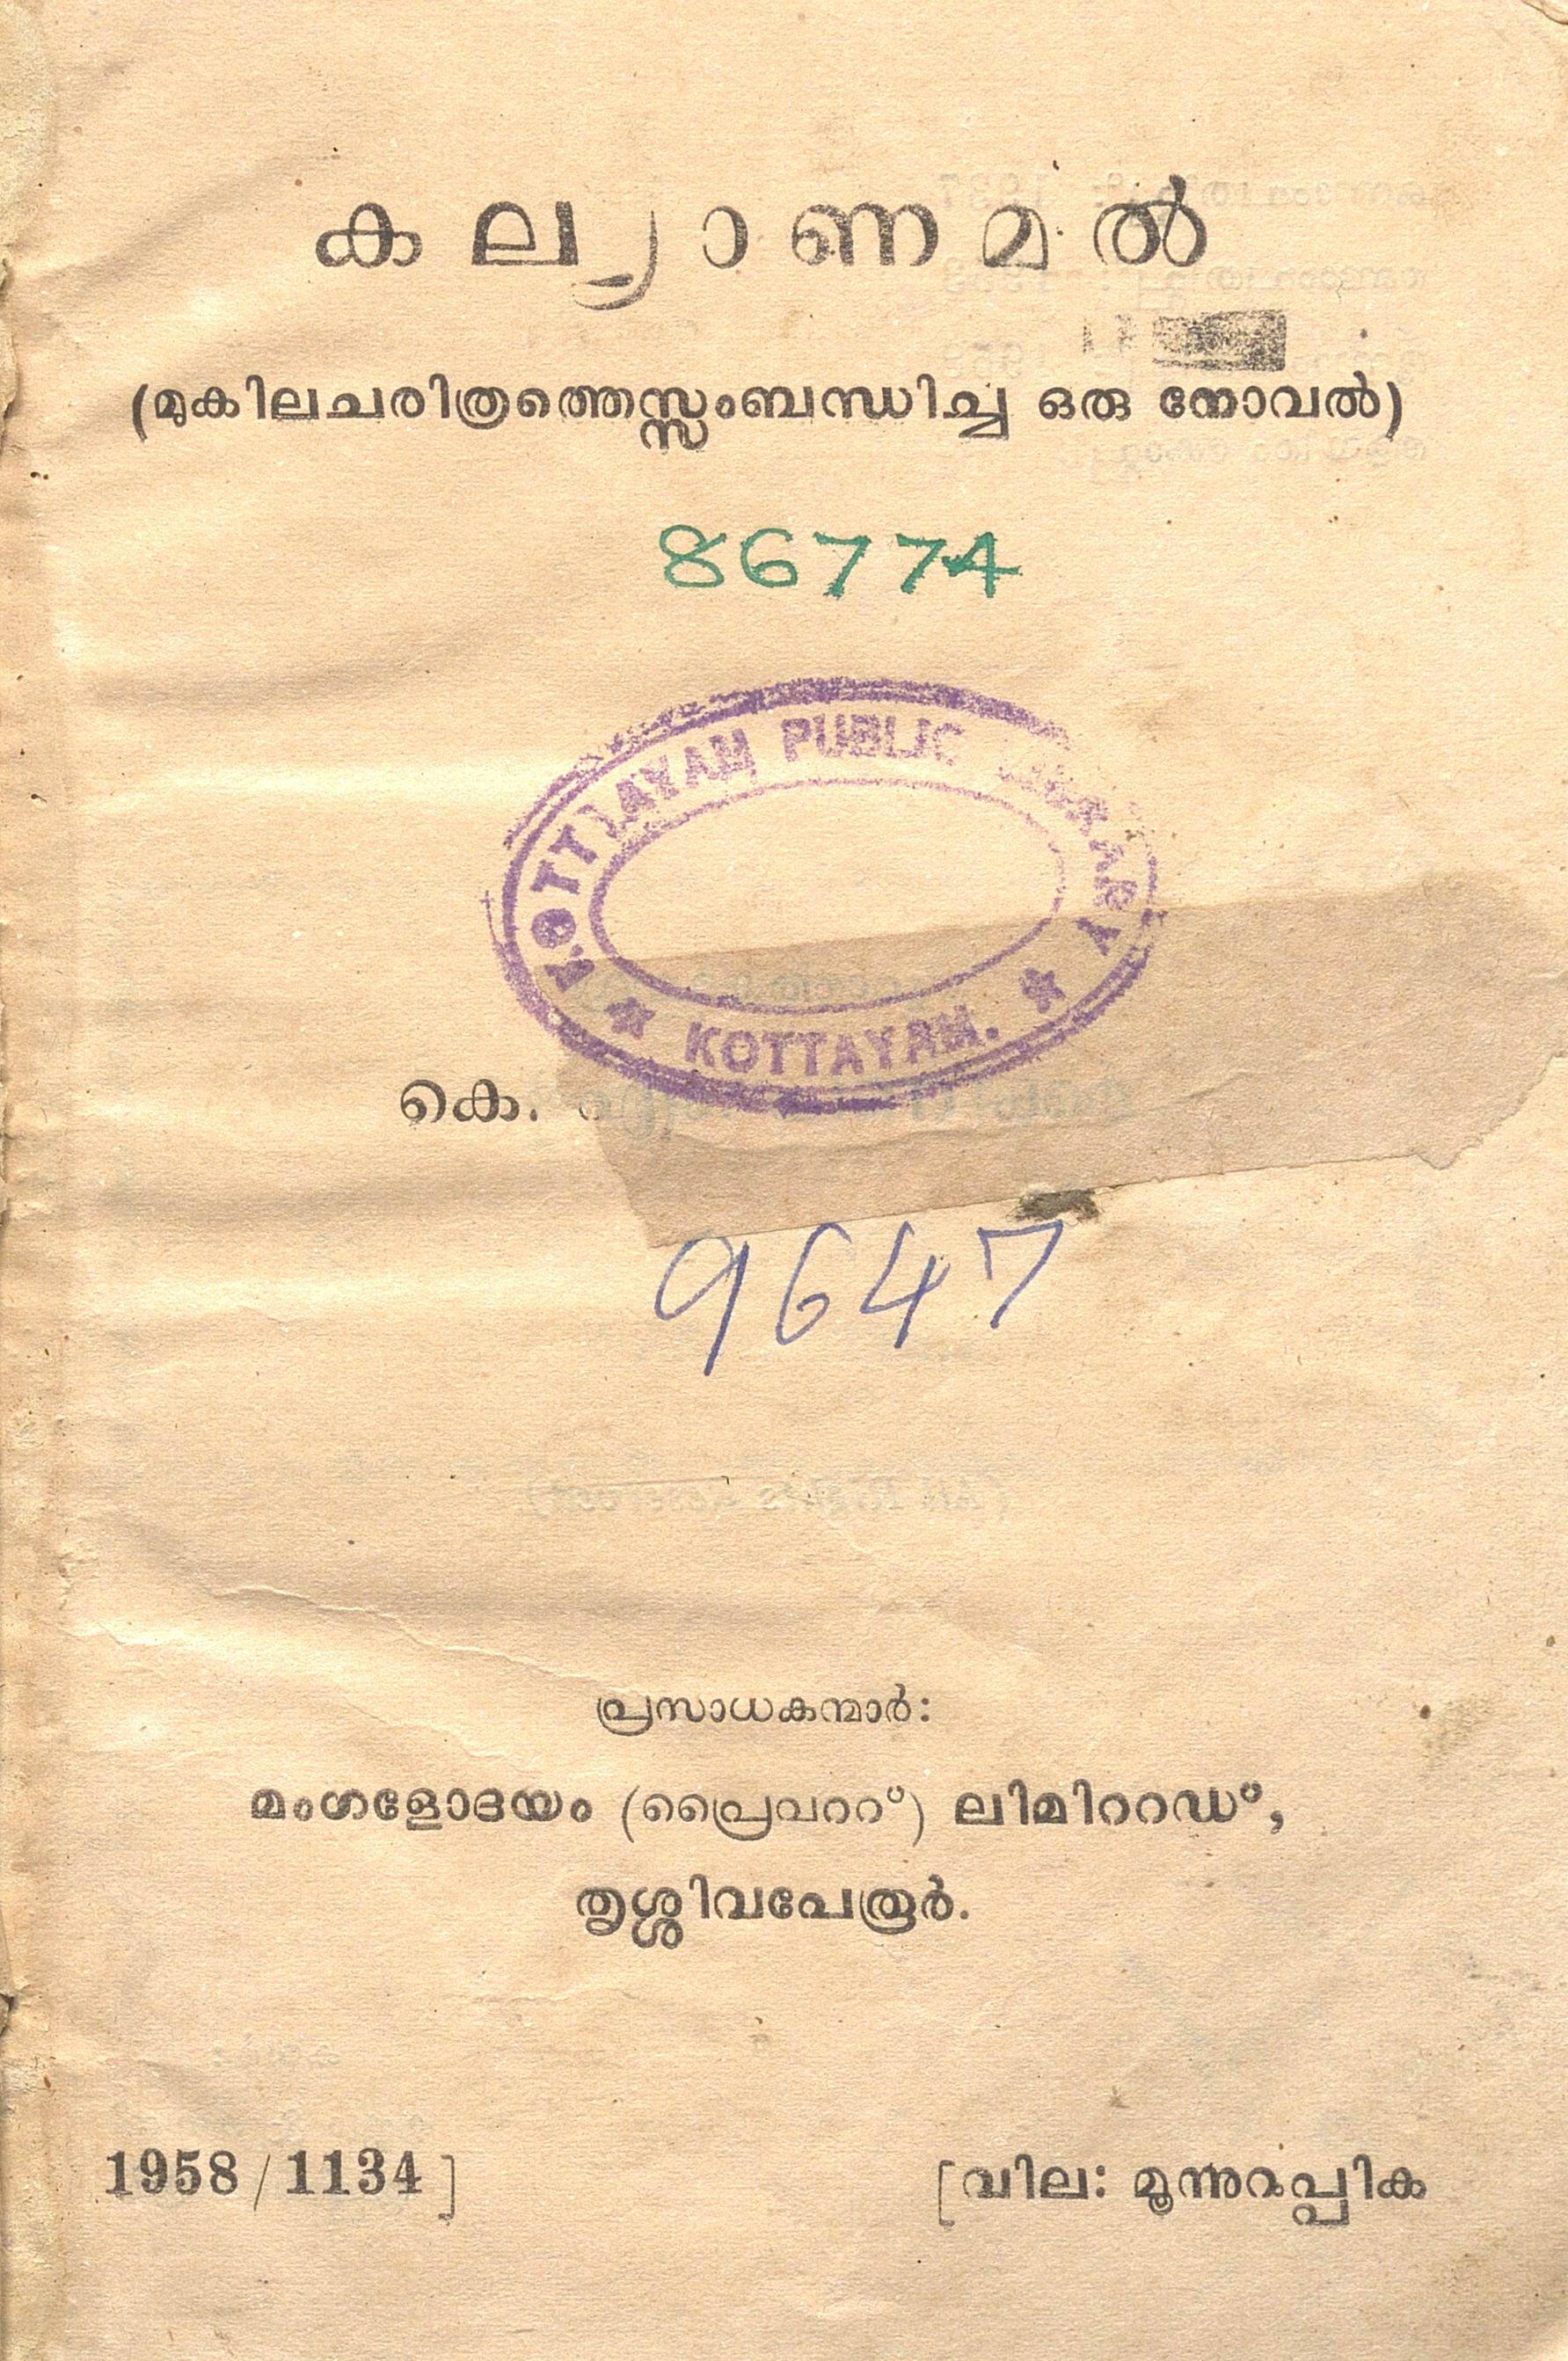 കല്യാണമൽ
(മുകിലചരിത്രത്തെസ്സംബന്ധിച്ച ഒരു നോവൽ)
86774
KOTTAYAM PUBLIC LIBRARY
★ KOTTAYAM. ★
കെ.
9647
പ്രസാധകന്മാർ:
മംഗളോദയം (പ്രൈവററ്) ലിമിററഡ്,
തൃശ്ശിവപേരൂർ.
1958/1134]
[വില: മൂന്നുറുപ്പിക